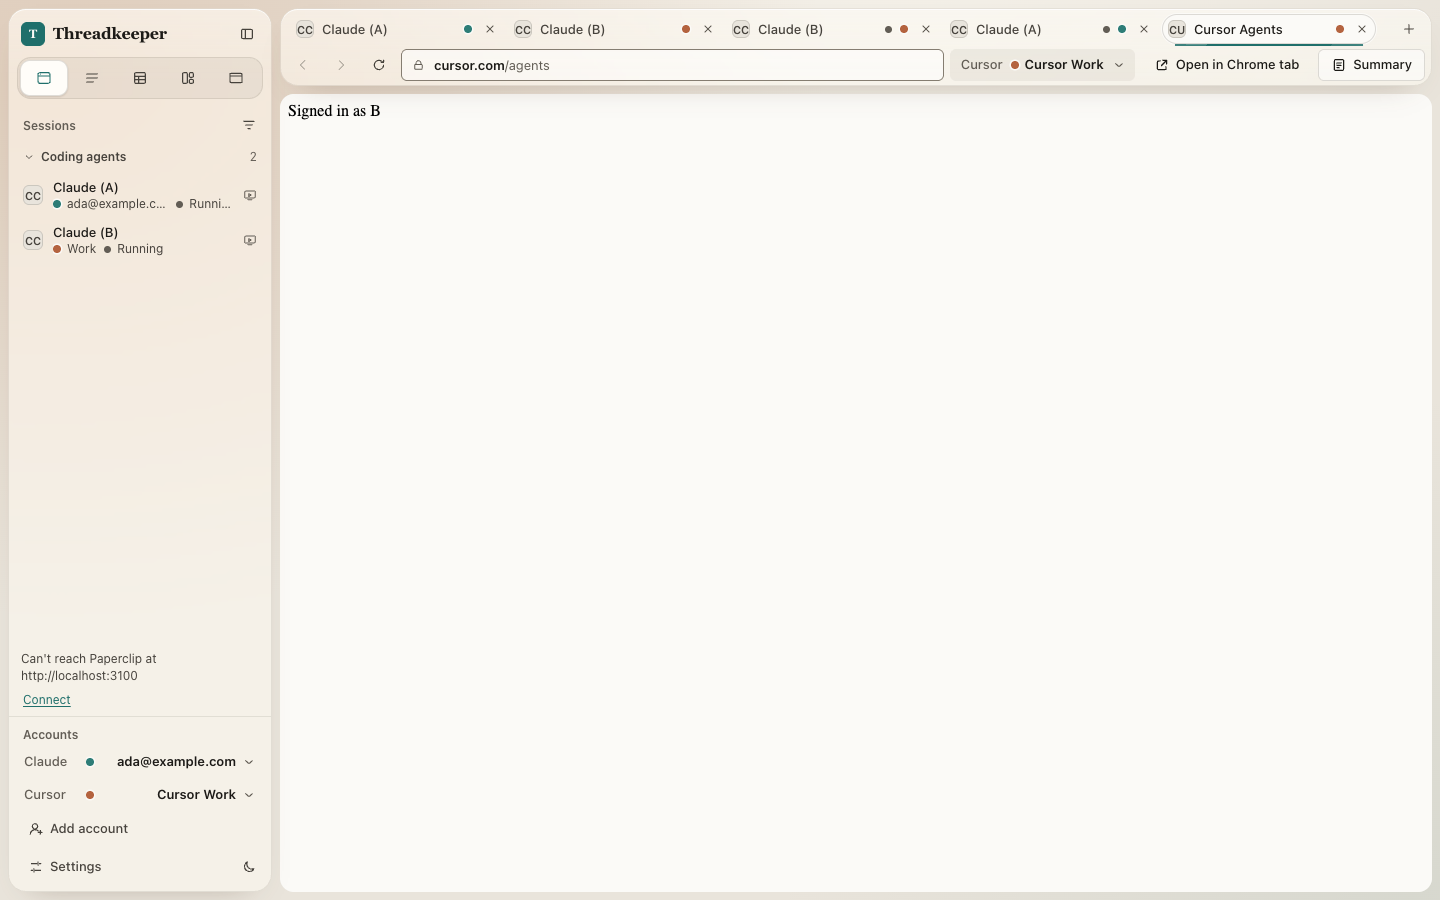 T Threadkeeper
Sessions
Coding agents 2
CC Claude (A)
ada@example.c... Runni...
CC Claude (B)
Work Running
Can't reach Paperclip at
http://localhost:3100
Connect
Accounts
Claude ada@example.com
Cursor Cursor Work
Add account
Settings
CC Claude (A) CC Claude (B) CC Claude (B) CC Claude (A) CU Cursor Agents
cursor.com/agents Cursor Cursor Work Open in Chrome tab Summary
Signed in as B